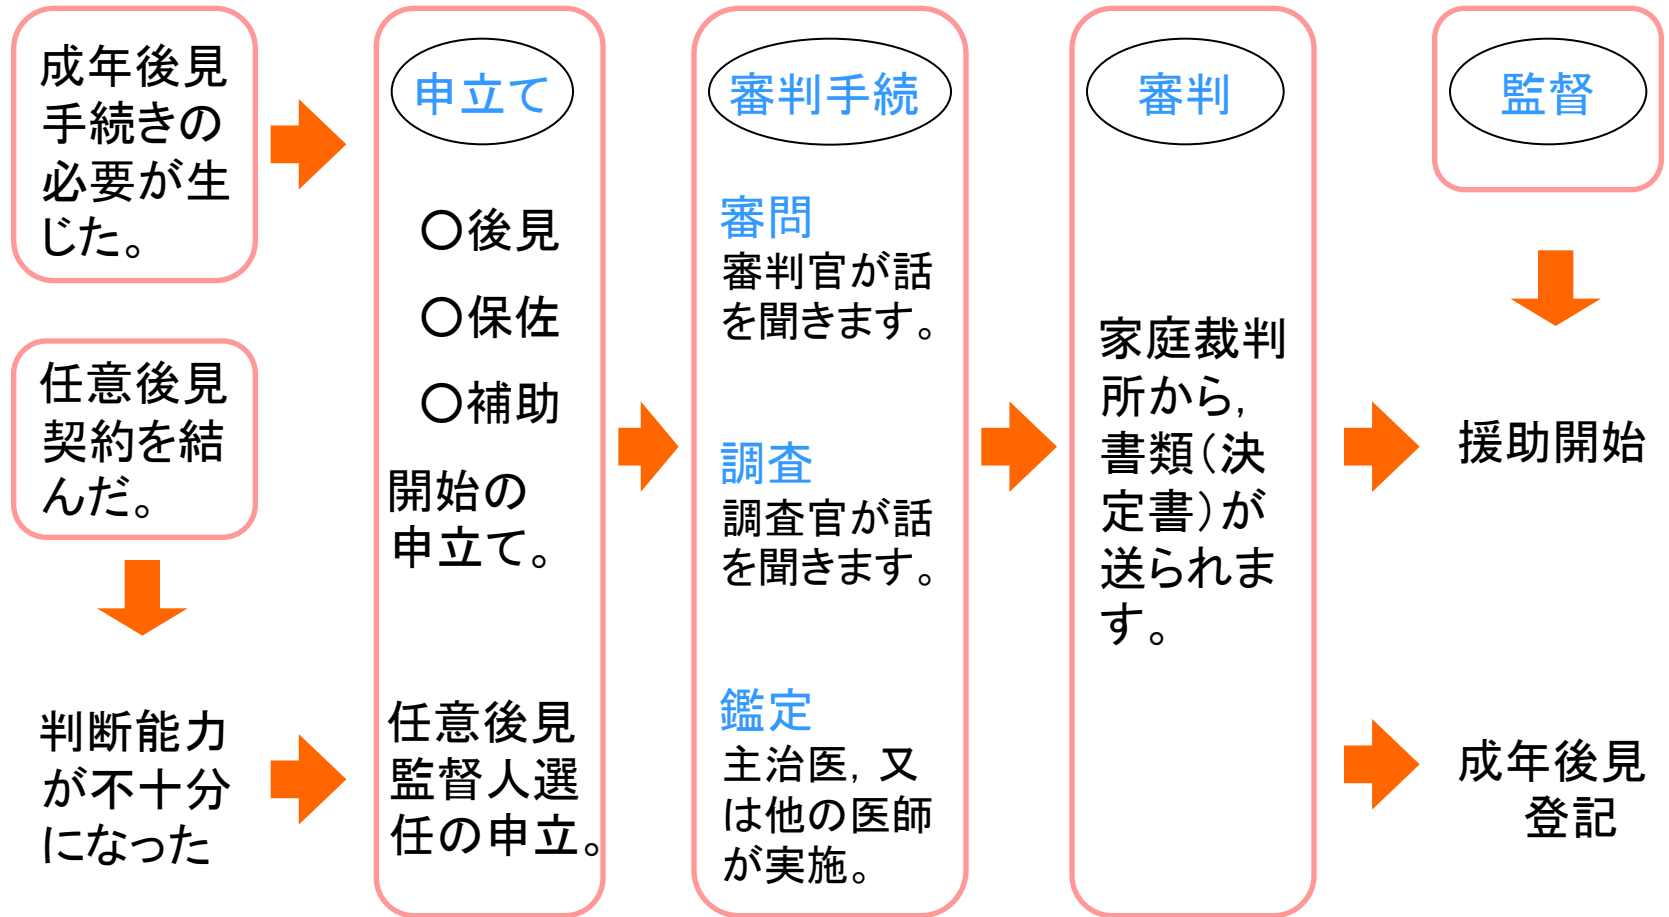 成年後見
手続きの
必要が生
じた。
任意後見
契約を結
んだ。
判断能力
が不十分
になった
申立て
○後見
○保佐
○補助
開始の
申立て。
任意後見
監督人選
任の申立。
審判手続
審問
審判官が話
を聞きます。
調査
調査官が話
を聞きます。
鑑定
主治医，又
は他の医師
が実施。
審判
家庭裁判
所から，
書類（決
定書）が
送られま
す。
監督
援助開始
成年後見
登記